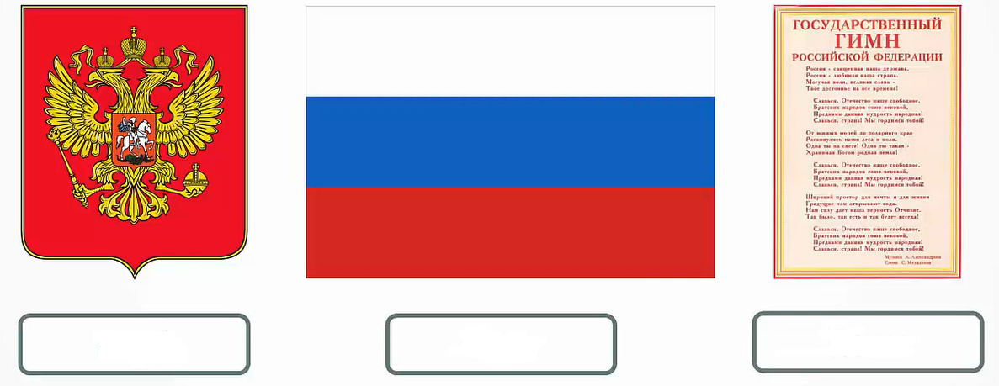 ГОСУДАРСТВЕННЫЙ
ГИМН
РОССИЙСКОЙ ФЕДЕРАЦИИ
Россия - священная наша держава,
Россия - любимая наша страна.
Могучая воля, великая слава -
Твое достоянье на все времена!
Славься, Отечество наше свободное,
Братских народов союз вековой,
Предками данная мудрость народная!
Славься, страна! Мы гордимся тобой!
От южных морей до полярного края
Раскинулись наши леса и поля.
Одна ты на свете! Одна ты такая -
Хранимая Богом родная земля!
Славься, Отечество наше свободное,
Братских народов союз вековой,
Предками данная мудрость народная!
Славься, страна! Мы гордимся тобой!
Широкий простор для мечты и для жизни
Грядущие нам открывают года.
Нам силу дает наша верность Отчизне.
Так было, так есть и так будет всегда!
Славься, Отечество наше свободное,
Братских народов союз вековой,
Предками данная мудрость народная!
Славься, страна! Мы гордимся тобой!
Музыка А. Александрова
Слова С. Михалкова